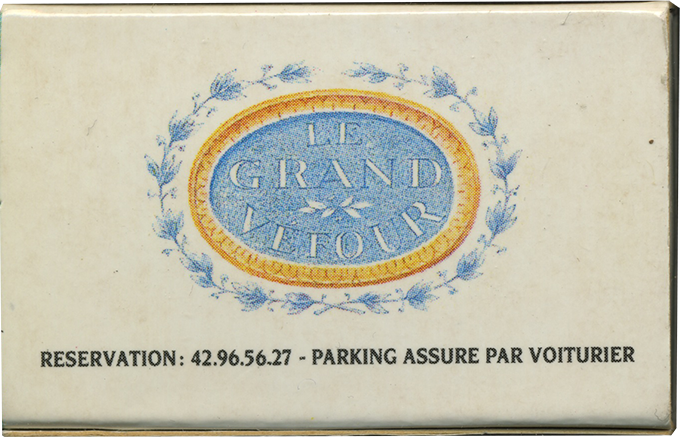 LE
GRAND
VEFOUR
RESERVATION: 42.96.56.27 - PARKING ASSURE PAR VOITURIER